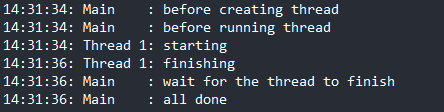 14:31:34: Main    : before creating thread
14:31:34: Main    : before running thread
14:31:34: Thread 1: starting
14:31:36: Thread 1: finishing
14:31:36: Main    : wait for the thread to finish
14:31:36: Main    : all done